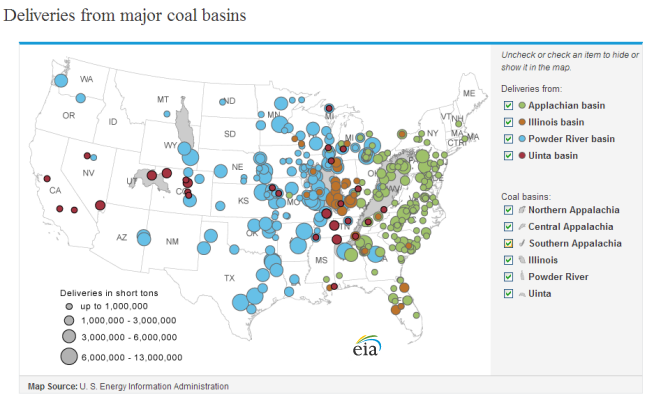 Deliveries from major coal basins
Uncheck or check an item to hide or
show it in the map.
Deliveries from:
Applachian basin
Illinois basin
Powder River basin
Uinta basin
Coal basins:
Northern Appalachia
Central Appalachia
Southern Appalachia
Illinois
Powder River
Uinta
WA
MT
ND
MN
ME
OR
ID
SD
MI
MI
VT
NH
NY
MA
MA
CT
RI
WY
NE
NV
UT
CO
CA
KS
MO
WV
AZ
NM
OK
TN
TX
MS
Deliveries in short tons
up to 1,000,000
1,000,000 - 3,000,000
3,000,000 - 6,000,000
6,000,000 - 13,000,000
eia
Map Source: U. S. Energy Information Administration